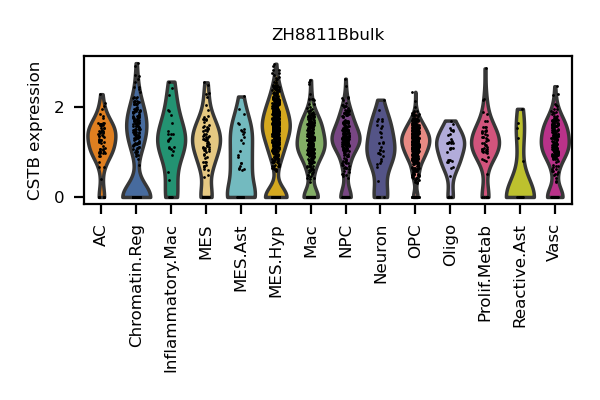 ZH8811Bbulk
CSTB expression
2
0
AC
Chromatin.Reg
Inflammatory.Mac
MES
MES.Ast
MES.Hyp
Mac
NPC
Neuron
OPC
Oligo
Prolif.Metab
Reactive.Ast
Vasc